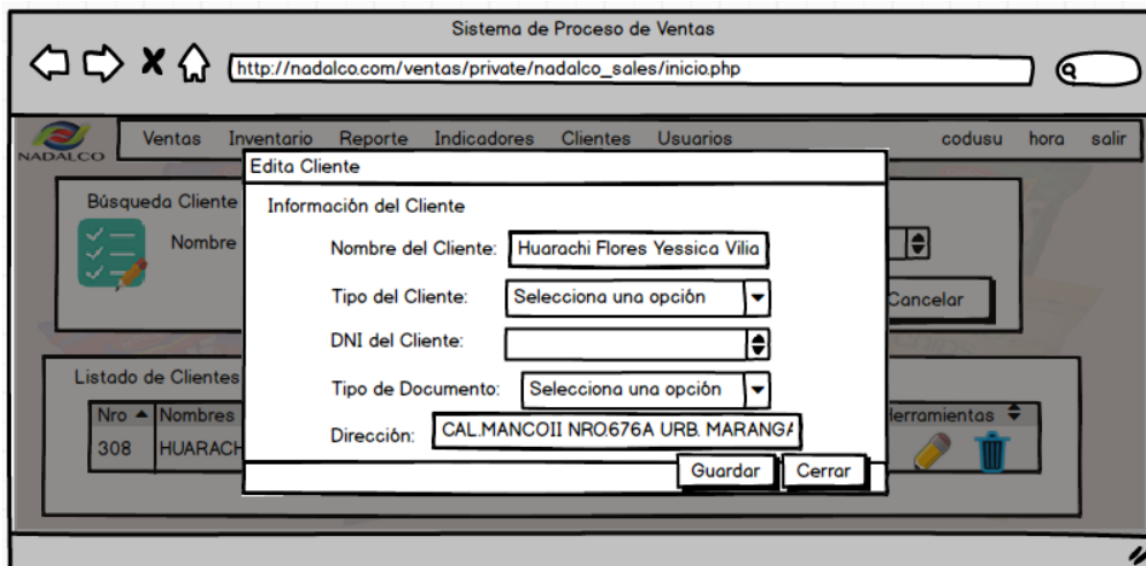 Sistema de Proceso de Ventas
http://nadalco.com/ventas/private/nadalco_sales/inicio.php
NADALCO
Ventas Inventario Reporte Indicadores Clientes Usuarios codusu hora salir
Edita Cliente
Búsqueda Cliente
Información del Cliente
Nombre
Nombre del Cliente: Huarachi Flores Yessica Vilia
Tipo del Cliente: Selecciona una opción
Cancelar
DNI del Cliente:
Listado de Clientes
Tipo de Documento: Selecciona una opción
Nro Nombres Herramientas
Dirección: CAL.MANCOII NRO.676A URB. MARANGA
308 HUARACH
Guardar Cerrar